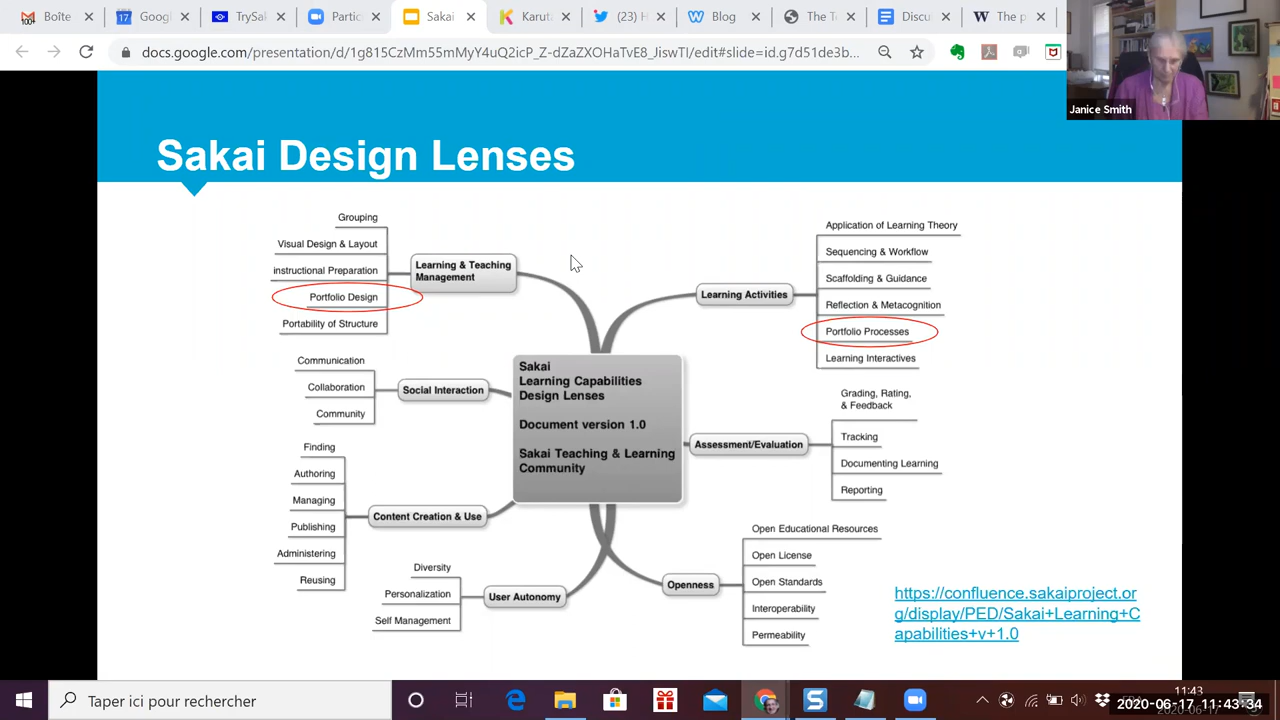 Boîte
Goog
TrySa
Partic
Sakai
Karut
(3) H
Blog
The To
Discu
The p
docs.google.com/presentation/d/1g815CzMm55mMyY4uQ2icP_Z-dZaZXOHaTvE8_JiswTI/edit#slide=id.g7d51de3b...
Janice Smith
Sakai Design Lenses
Grouping
Visual Design & Layout
Instructional Preparation
Portfolio Design
Portability of Structure
Learning & Teaching
Management
Communication
Collaboration
Community
Social Interaction
Finding
Authoring
Managing
Publishing
Administering
Reusing
Content Creation & Use
Diversity
Personalization
Self Management
User Autonomy
Sakai
Learning Capabilities
Design Lenses
Document version 1.0
Sakai Teaching & Learning
Community
Learning Activities
Application of Learning Theory
Sequencing & Workflow
Scaffolding & Guidance
Reflection & Metacognition
Portfolio Processes
Learning Interactives
Assessment/Evaluation
Grading, Rating,
& Feedback
Tracking
Documenting Learning
Reporting
Openness
Open Educational Resources
Open License
Open Standards
Interoperability
Permeability
https://confluence.sakaiproject.or
g/display/PED/Sakai+Learning+C
apabilities+v+1.0
Taper ici pour rechercher
11:43
2020-06-17 11:43:34